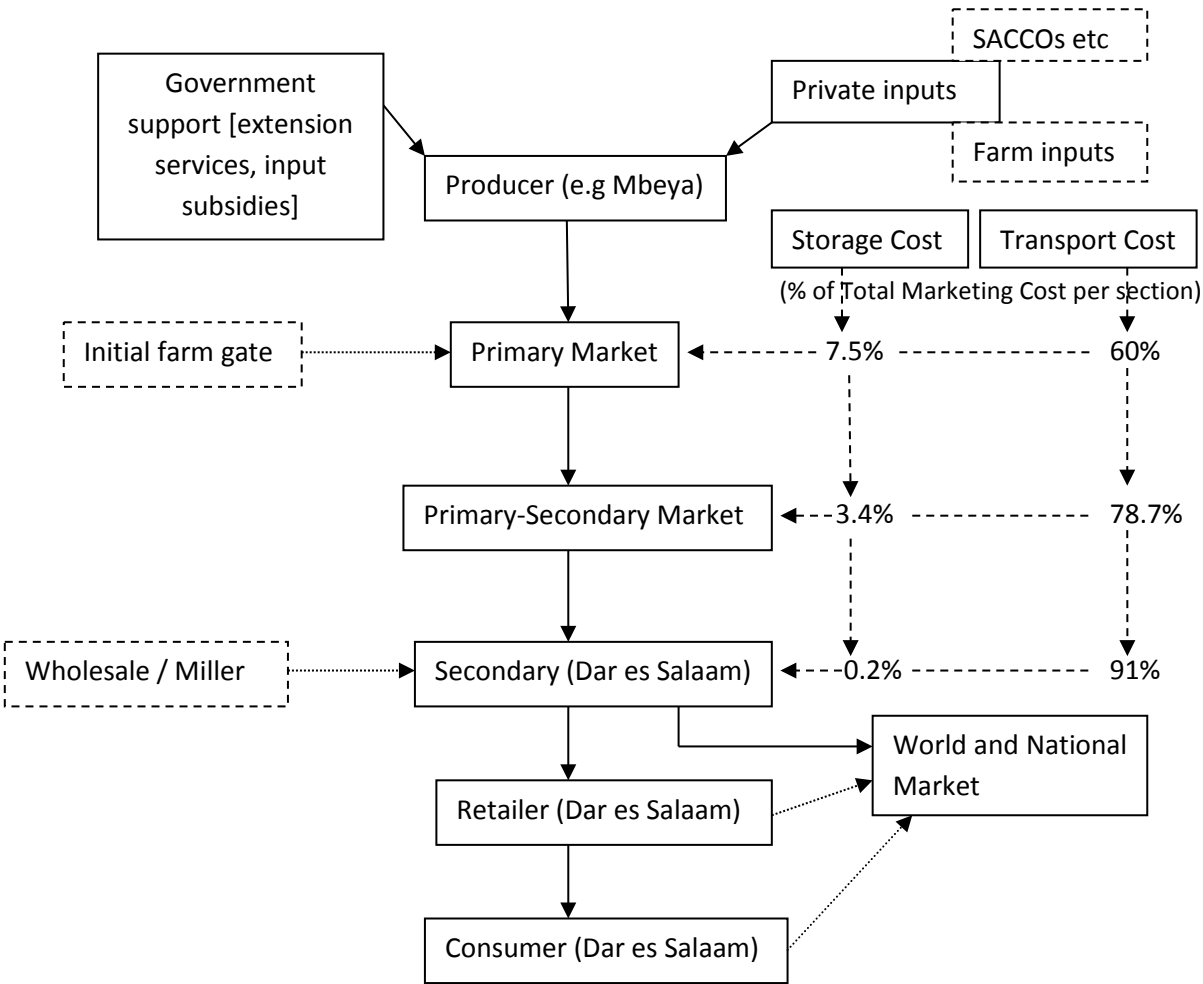 SACCOs etc
Government
support [extension
services, input
subsidies]
Private inputs
Farm inputs
Producer (e.g Mbeya)
Storage Cost
Transport Cost
(% of Total Marketing Cost per section)
Initial farm gate
Primary Market
7.5%
60%
Primary-Secondary Market
3.4%
78.7%
Wholesale / Miller
Secondary (Dar es Salaam)
0.2%
91%
World and National
Market
Retailer (Dar es Salaam)
Consumer (Dar es Salaam)